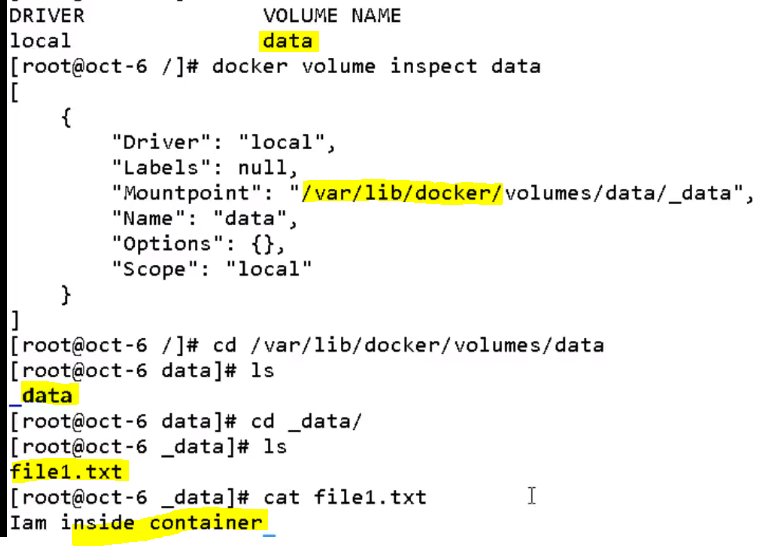 DRIVER VOLUME NAME
local data
[root@oct-6 /]# docker volume inspect data
[
{
"Driver": "local",
"Labels": null,
"Mountpoint": "/var/lib/docker/volumes/data/_data",
"Name": "data",
"Options": {},
"Scope": "local"
}
]
[root@oct-6 /]# cd /var/lib/docker/volumes/data
[root@oct-6 data]# ls
_data
[root@oct-6 data]# cd _data/
[root@oct-6 _data]# ls
file1.txt
[root@oct-6 _data]# cat file1.txt
Iam inside container